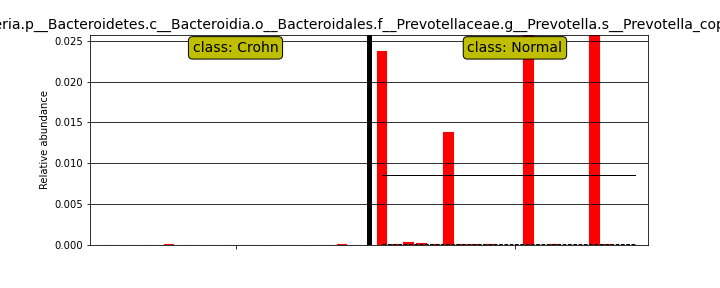 eria.p__Bacteroidetes.c__Bacteroidia.o__Bacteroidales.f__Prevotellaceae.g__Prevotella.s__Prevotella_cop
class: Crohn
class: Normal
0.025
0.020
0.015
0.010
0.005
0.000
Relative abundance